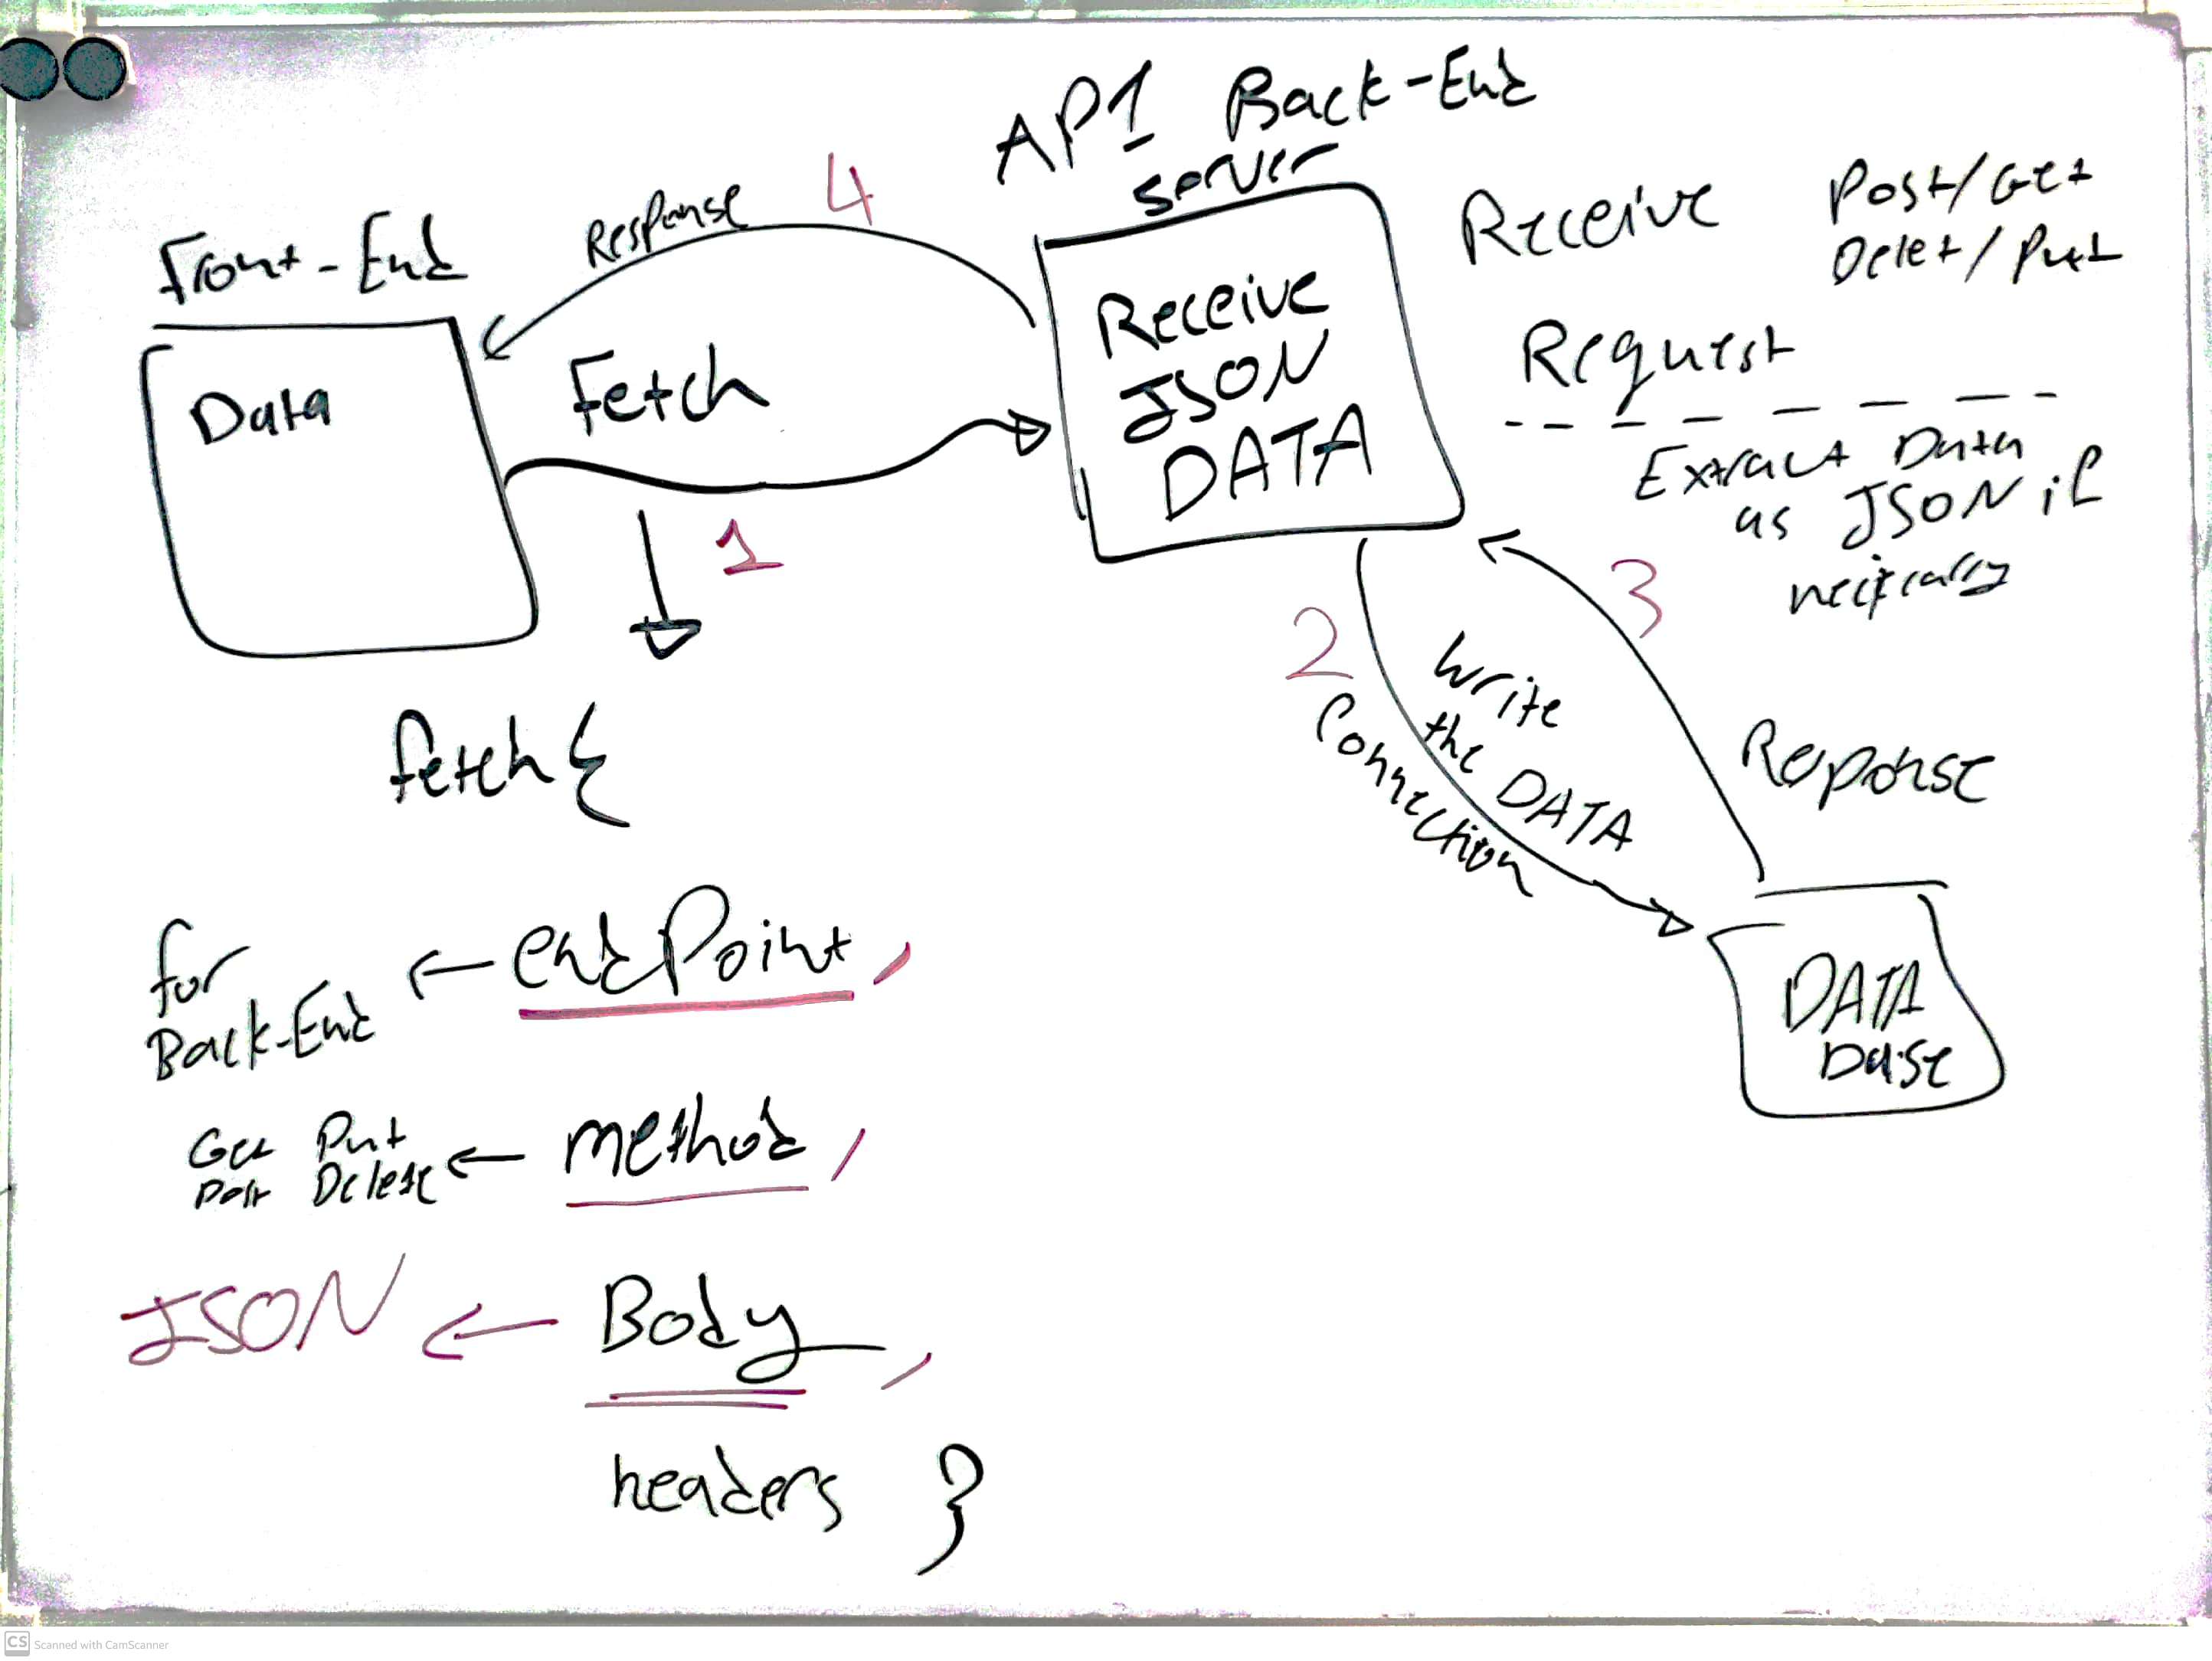 API Back-End
Server
Receive
JSON
DATA
Receive
Post/Get
Delet/Put
Request
Extract Data
as JSON if
Response
4
Front-End
Data
Fetch
1
2
Write
the DATA
Connection
3
Reponse
DATA
base
fetch{
for
Back-End
← endPoint,
Get Put
Post Delete
← method,
JSON ← Body,
headers }
CS Scanned with CamScanner